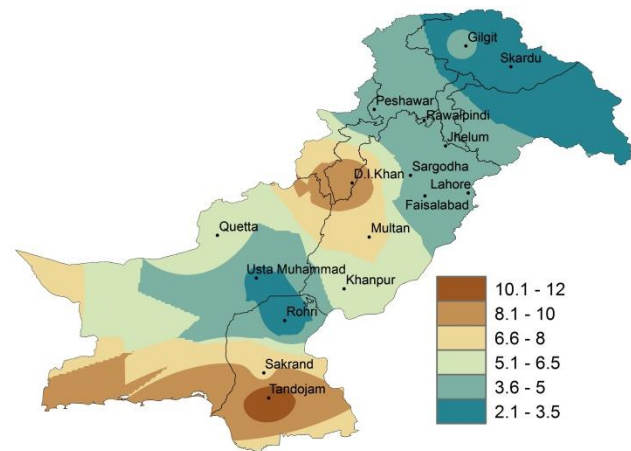 Gilgit
Skardu
Peshawar
Rawalpindi
Jhelum
D.I.Khan
Sargodha
Lahore
Faisalabad
Quetta
Multan
Usta Muhammad
Khanpur
Rohri
Sakrand
Tandojam
10.1 - 12
8.1 - 10
6.6 - 8
5.1 - 6.5
3.6 - 5
2.1 - 3.5